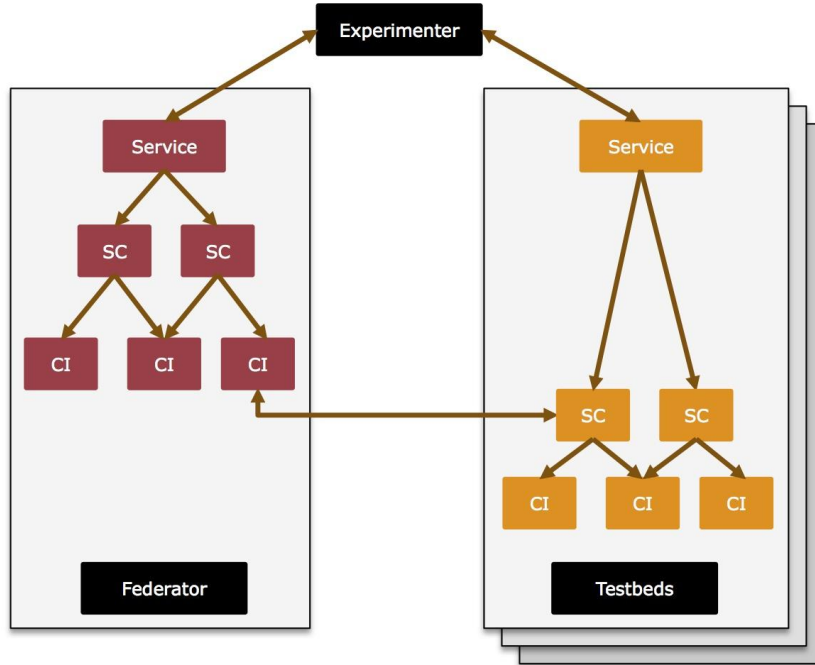 Experimenter
Service
Service
SC
SC
CI
CI
CI
SC
SC
CI
CI
CI
Federator
Testbeds